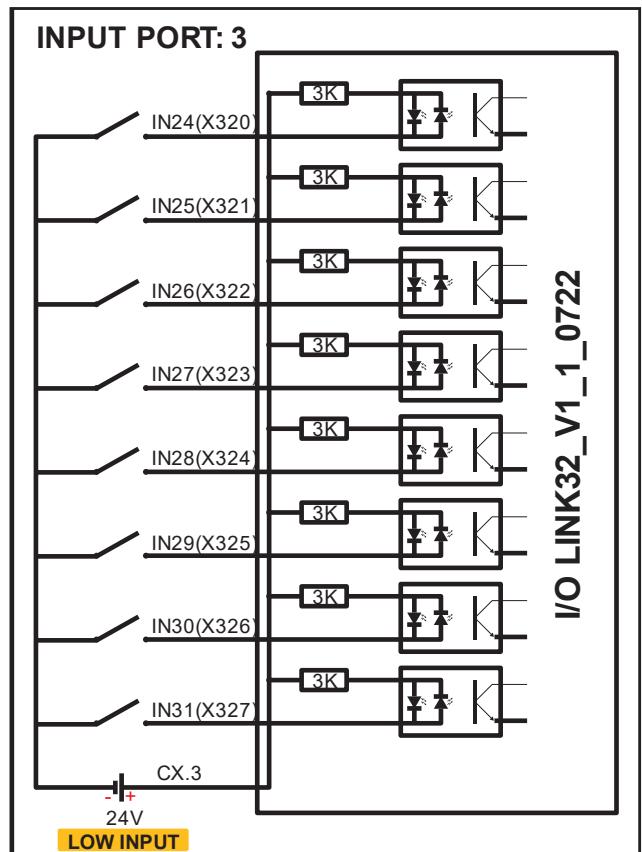 INPUT PORT: 3
3K
IN24(X320)
3K
IN25(X321)
3K
IN26(X322)
3K
IN27(X323)
3K
IN28(X324)
3K
IN29(X325)
3K
IN30(X326)
3K
IN31(X327)
I/O LINK32_V1_1_0722
CX.3
- +
24V
LOW INPUT